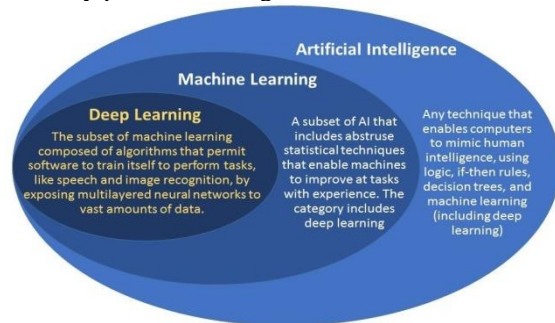 Artificial Intelligence
Machine Learning
Deep Learning
The subset of machine learning
composed of algorithms that permit
software to train itself to perform tasks,
like speech and image recognition, by
exposing multilayered neural networks to
vast amounts of data.
A subset of AI that
includes abstruse
statistical techniques
that enable machines
to improve at tasks
with experience. The
category includes
deep learning
Any technique that
enables computers
to mimic human
intelligence, using
logic, if-then rules,
decision trees, and
machine learning
(including deep
learning)